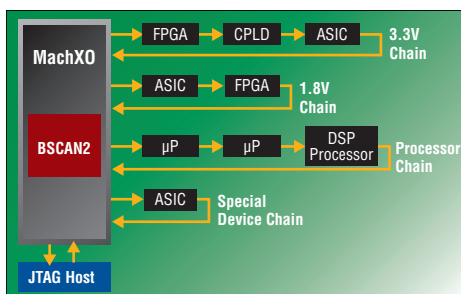 MachXO
BSCAN2
JTAG Host
FPGA
CPLD
ASIC
3.3V
Chain
ASIC
FPGA
1.8V
Chain
µP
µP
DSP
Processor
Processor
Chain
ASIC
Special
Device Chain